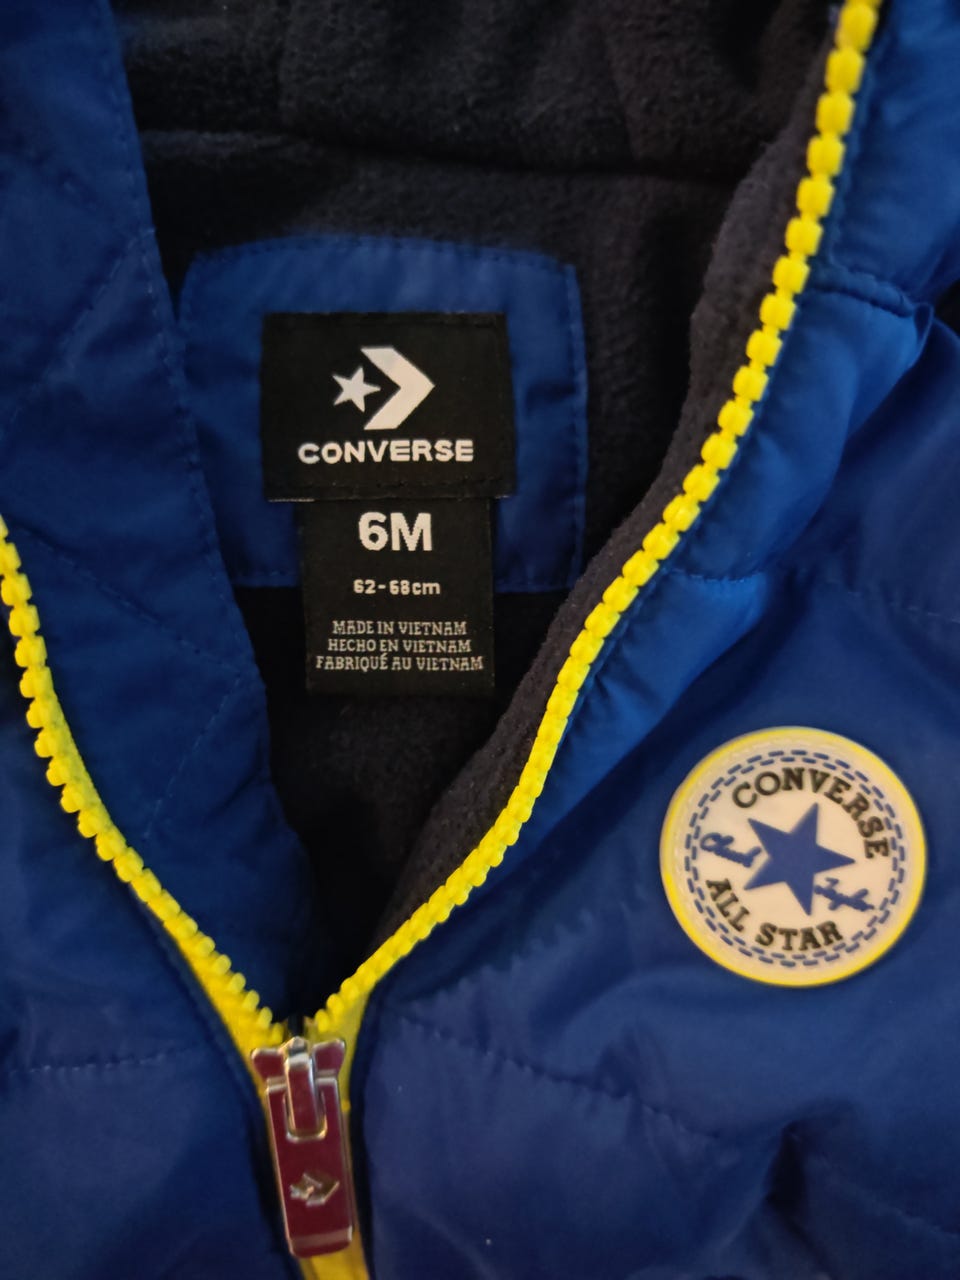 CONVERSE
6M
62-68cm
MADE IN VIETNAM
HECHO EN VIETNAM
FABRIQUÉ AU VIETNAM
CONVERSE
ALL STAR